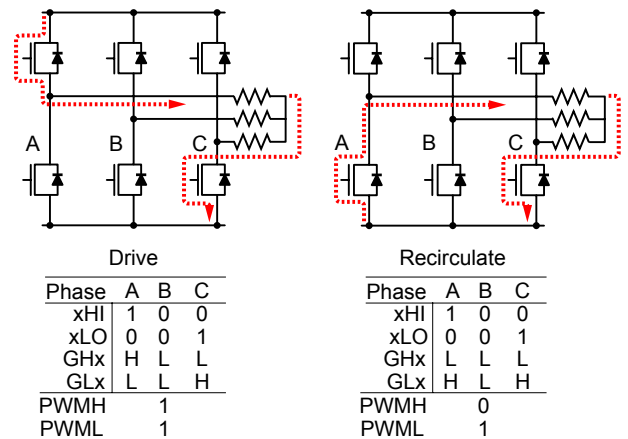 A B C A B C
Drive Recirculate
Phase A B C Phase A B C
xHI 1 0 0 xHI 1 0 0
xLO 0 0 1 xLO 0 0 1
GHx H L L GHx L L L
GLx L L H GLx H L H
PWMH 1 PWMH 0
PWML 1 PWML 1